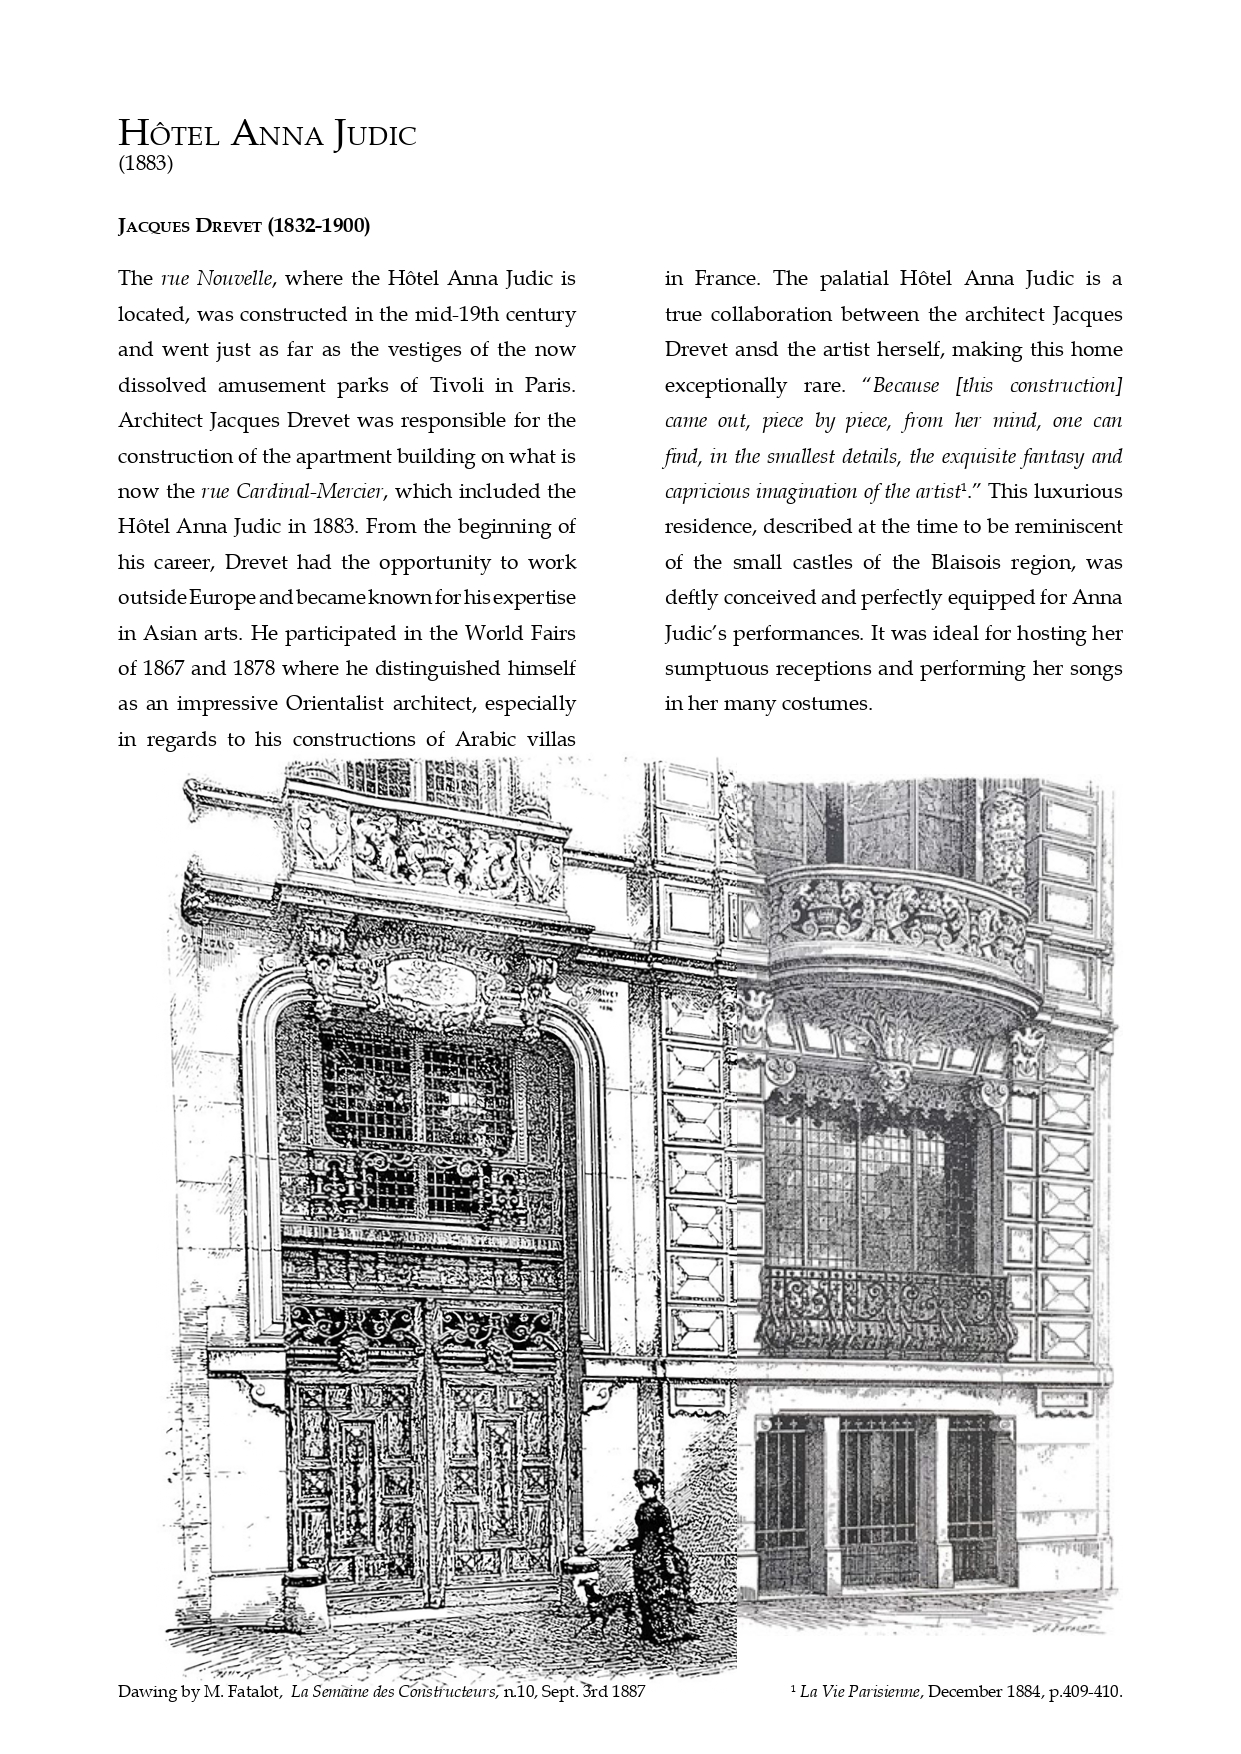 Hôtel Anna Judic
(1883)
Jacques Drevet (1832-1900)
The rue Nouvelle, where the Hôtel Anna Judic is
located, was constructed in the mid-19th century
and went just as far as the vestiges of the now
dissolved amusement parks of Tivoli in Paris.
Architect Jacques Drevet was responsible for the
construction of the apartment building on what is
now the rue Cardinal-Mercier, which included the
Hôtel Anna Judic in 1883. From the beginning of
his career, Drevet had the opportunity to work
outside Europe and became known for his expertise
in Asian arts. He participated in the World Fairs
of 1867 and 1878 where he distinguished himself
as an impressive Orientalist architect, especially
in regards to his constructions of Arabic villas
in France. The palatial Hôtel Anna Judic is a
true collaboration between the architect Jacques
Drevet ansd the artist herself, making this home
exceptionally rare. “Because [this construction]
came out, piece by piece, from her mind, one can
find, in the smallest details, the exquisite fantasy and
capricious imagination of the artist¹.” This luxurious
residence, described at the time to be reminiscent
of the small castles of the Blaisois region, was
deftly conceived and perfectly equipped for Anna
Judic’s performances. It was ideal for hosting her
sumptuous receptions and performing her songs
in her many costumes.
J. DREVET
Dawing by M. Fatalot, La Semaine des Constructeurs, n.10, Sept. 3rd 1887
¹ La Vie Parisienne, December 1884, p.409-410.